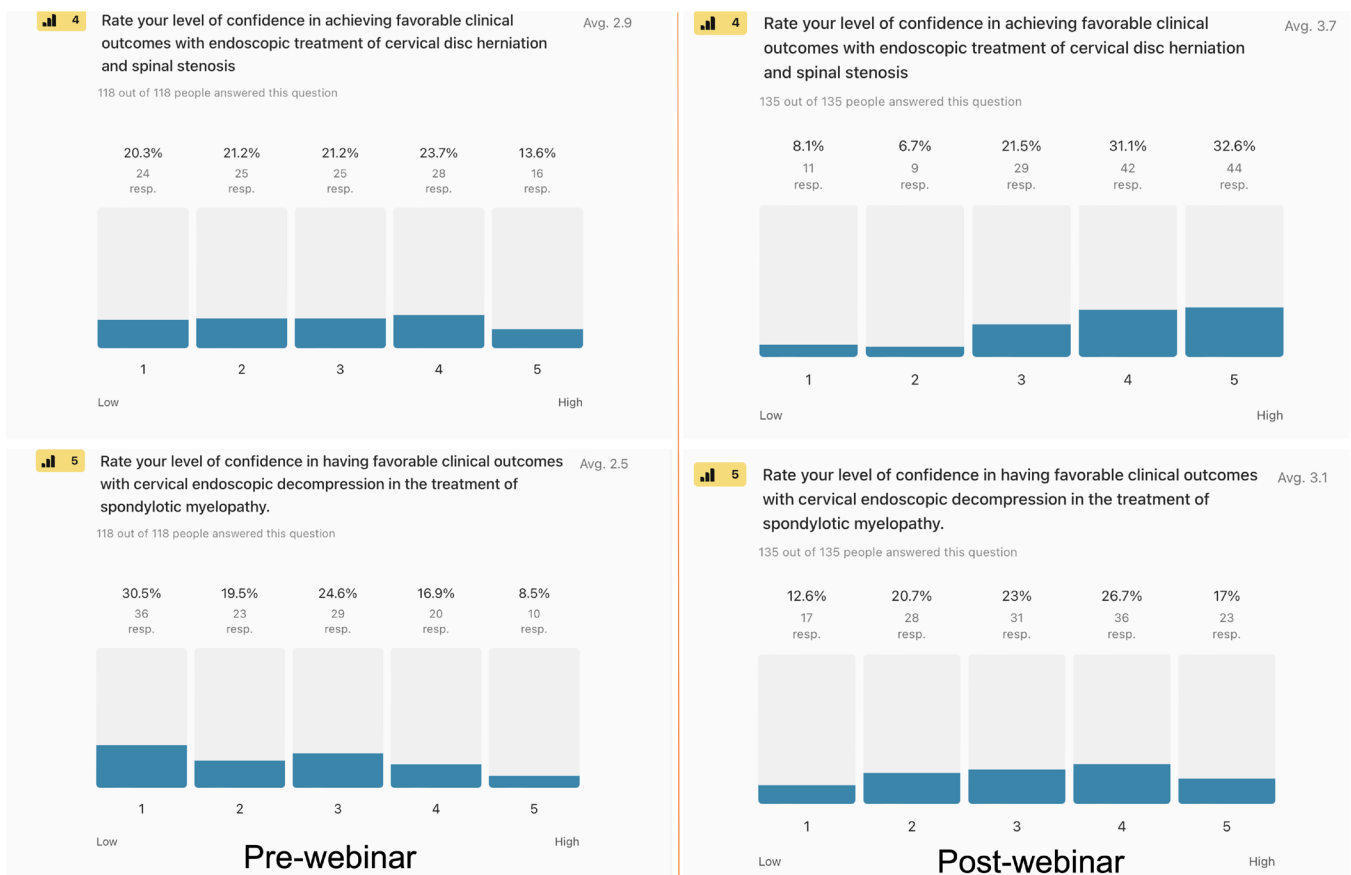 4
Rate your level of confidence in achieving favorable clinical
outcomes with endoscopic treatment of cervical disc herniation
and spinal stenosis
Avg. 2.9
118 out of 118 people answered this question
20.3% 21.2% 21.2% 23.7% 13.6%
24 25 25 28 16
resp. resp. resp. resp. resp.
1 2 3 4 5
Low High
4
Rate your level of confidence in achieving favorable clinical
outcomes with endoscopic treatment of cervical disc herniation
and spinal stenosis
Avg. 3.7
135 out of 135 people answered this question
8.1% 6.7% 21.5% 31.1% 32.6%
11 9 29 42 44
resp. resp. resp. resp. resp.
1 2 3 4 5
Low High
5
Rate your level of confidence in having favorable clinical outcomes
with cervical endoscopic decompression in the treatment of
spondylotic myelopathy.
Avg. 2.5
118 out of 118 people answered this question
30.5% 19.5% 24.6% 16.9% 8.5%
36 23 29 20 10
resp. resp. resp. resp. resp.
1 2 3 4 5
Low High
Pre-webinar
5
Rate your level of confidence in having favorable clinical outcomes
with cervical endoscopic decompression in the treatment of
spondylotic myelopathy.
Avg. 3.1
135 out of 135 people answered this question
12.6% 20.7% 23% 26.7% 17%
17 28 31 36 23
resp. resp. resp. resp. resp.
1 2 3 4 5
Low High
Post-webinar